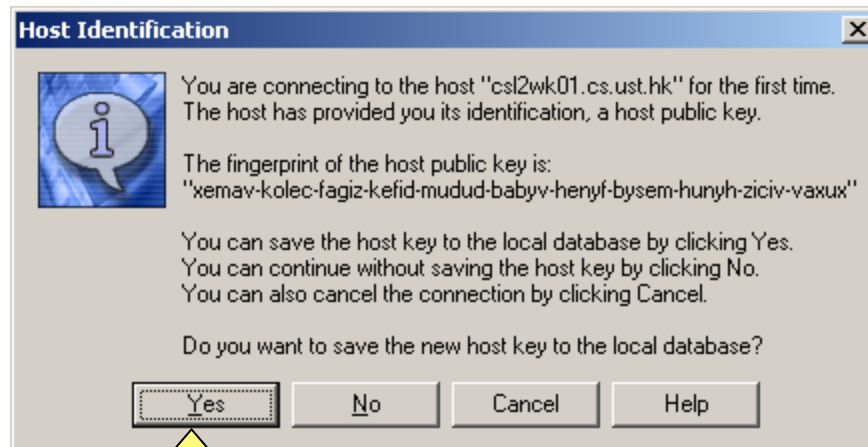 Host Identification
You are connecting to the host "csl2wk01.cs.ust.hk" for the first time.
The host has provided you its identification, a host public key.
The fingerprint of the host public key is:
"xemav-kolec-fagiz-kefid-mudud-babyv-henyf-bysem-hunyh-ziciv-vaxux"
You can save the host key to the local database by clicking Yes.
You can continue without saving the host key by clicking No.
You can also cancel the connection by clicking Cancel.
Do you want to save the new host key to the local database?
Yes No Cancel Help